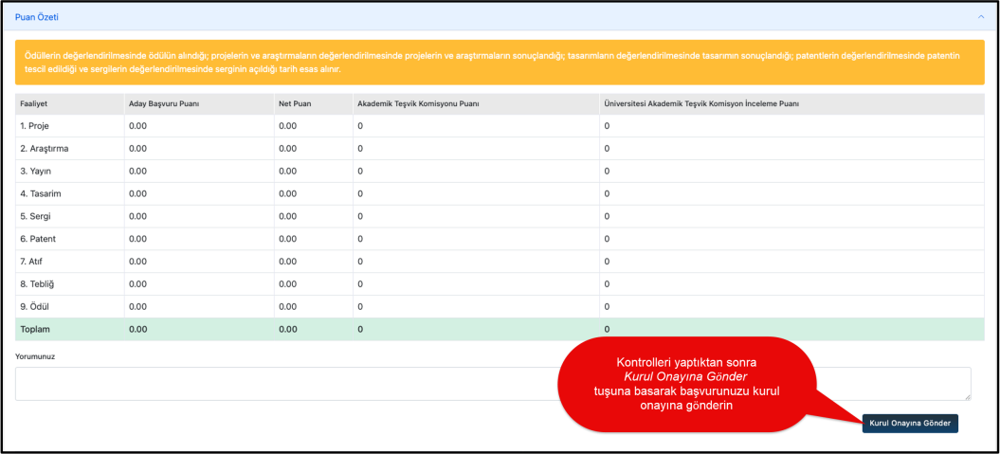 Puan Özeti
Ödüllerin değerlendirilmesinde ödülün alındığı; projelerin ve araştırmaların değerlendirilmesinde projelerin ve araştırmaların sonuçlandığı; tasarımların değerlendirilmesinde tasarımın sonuçlandığı; patentlerin değerlendirilmesinde patentin
tescil edildiği ve sergilerin değerlendirilmesinde serginin açıldığı tarih esas alınır.
Faaliyet Aday Başvuru Puanı Net Puan Akademik Teşvik Komisyonu Puanı Üniversitesi Akademik Teşvik Komisyon İnceleme Puanı
1. Proje 0.00 0.00 0 0
2. Araştırma 0.00 0.00 0 0
3. Yayın 0.00 0.00 0 0
4. Tasarim 0.00 0.00 0 0
5. Sergi 0.00 0.00 0 0
6. Patent 0.00 0.00 0 0
7. Atıf 0.00 0.00 0 0
8. Tebliğ 0.00 0.00 0 0
9. Ödül 0.00 0.00 0 0
Toplam 0.00 0.00 0 0
Yorumunuz
Kontrolleri yaptıktan sonra
Kurul Onayına Gönder
tuşuna basarak başvurunuzu kurul
onayına gönderin
Kurul Onayına Gönder